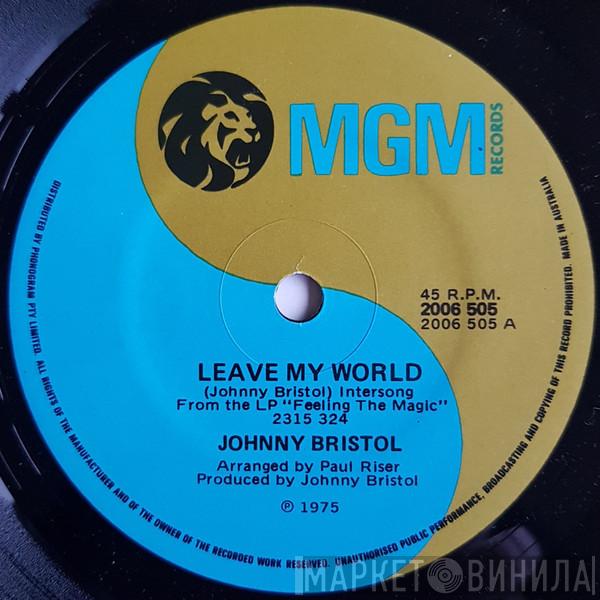 MGM
RECORDS
45 R.P.M.
2006 505
2006 505 A
LEAVE MY WORLD
(Johnny Bristol) Intersong
From the LP "Feeling The Magic"
2315 324
JOHNNY BRISTOL
Arranged by Paul Riser
Produced by Johnny Bristol
℗ 1975
DISTRIBUTED BY PHONOGRAM PTY LIMITED. ALL RIGHTS OF THE MANUFACTURER AND OF THE OWNER OF THE RECORDED WORK RESERVED. UNAUTHORISED PUBLIC PERFORMANCE, BROADCASTING AND COPYING OF THIS RECORD PROHIBITED. MADE IN AUSTRALIA.
МАРКЕТ ВИНИЛА